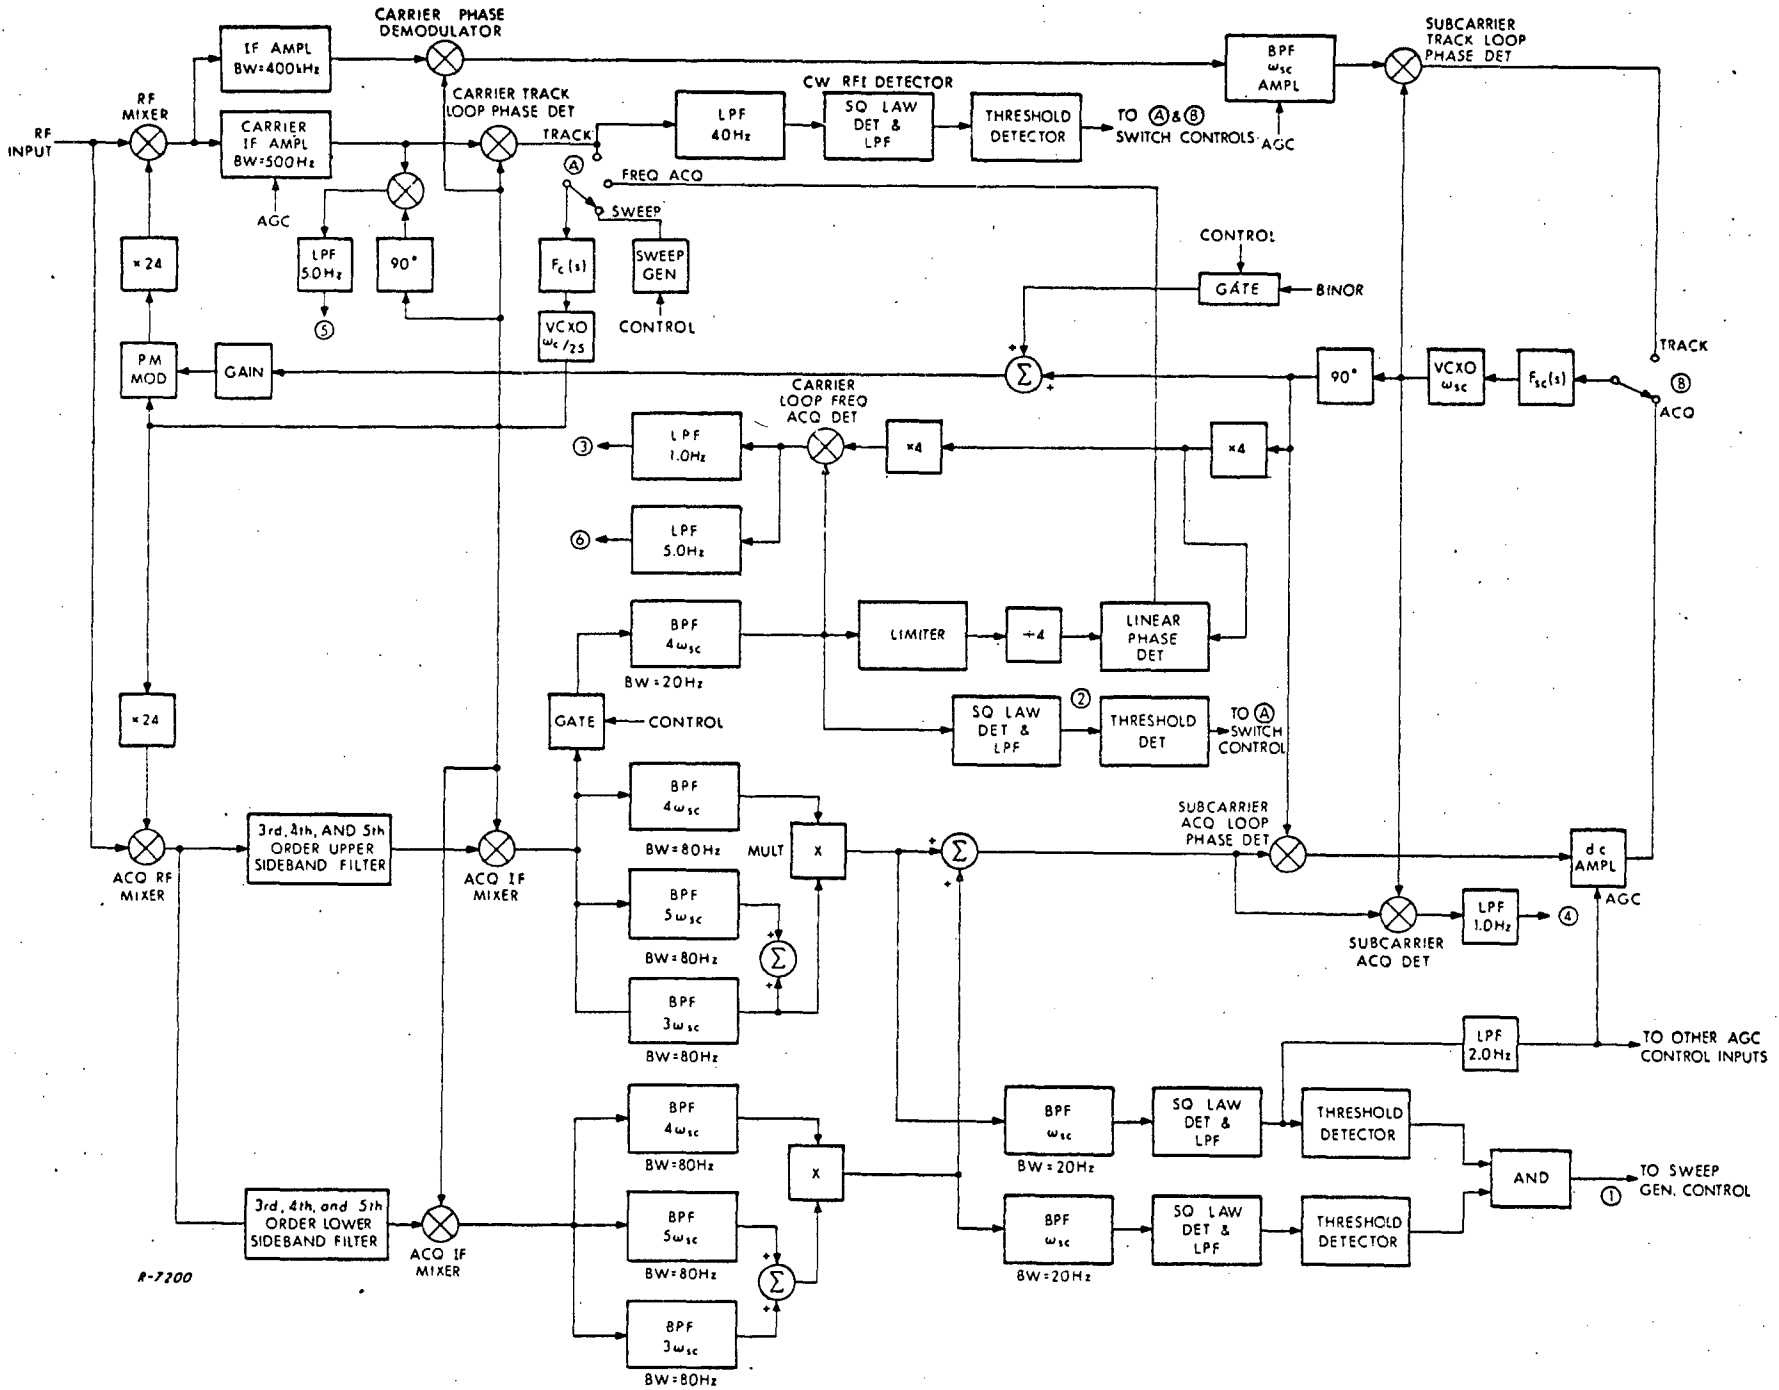 CARRIER PHASE
DEMODULATOR
SUBCARRIER
TRACK LOOP
PHASE DET
IF AMPL
BW=400kHz
BPF
ωsc
AMPL
CARRIER TRACK
LOOP PHASE DET
CW RFI DETECTOR
RF
MIXER
RF
INPUT
CARRIER
IF AMPL
BW=500Hz
TRACK
LPF
40Hz
SQ LAW
DET &
LPF
THRESHOLD
DETECTOR
TO Ⓐ & Ⓑ
SWITCH CONTROLS
AGC
Ⓐ
FREQ ACQ
AGC
SWEEP
×24
LPF
5.0Hz
90°
Fc(s)
SWEEP
GEN
CONTROL
GATE
BINOR
⑤
CONTROL
VCXO
ωc/25
PM
MOD
GAIN
+
Σ
+
90°
VCXO
ωsc
Fsc(s)
TRACK
Ⓑ
ACQ
CARRIER
LOOP FREQ
ACQ DET
③
LPF
1.0Hz
×4
×4
⑥
LPF
5.0Hz
BPF
4ωsc
BW=20Hz
LIMITER
÷4
LINEAR
PHASE
DET
×24
GATE
CONTROL
SQ LAW
DET &
LPF
②
THRESHOLD
DET
TO Ⓐ
SWITCH
CONTROL
BPF
4ωsc
BW=80Hz
MULT
X
+
Σ
+
SUBCARRIER
ACQ LOOP
PHASE DET
dc
AMPL
AGC
3rd, 4th, AND 5th
ORDER UPPER
SIDEBAND FILTER
ACQ RF
MIXER
ACQ IF
MIXER
BPF
5ωsc
BW=80Hz
+
Σ
+
LPF
1.0Hz
④
SUBCARRIER
ACQ DET
BPF
3ωsc
BW=80Hz
LPF
2.0Hz
TO OTHER AGC
CONTROL INPUTS
BPF
4ωsc
BW=80Hz
X
BPF
ωsc
BW=20Hz
SQ LAW
DET &
LPF
THRESHOLD
DETECTOR
AND
①
TO SWEEP
GEN. CONTROL
3rd, 4th, and 5th
ORDER LOWER
SIDEBAND FILTER
ACQ IF
MIXER
BPF
5ωsc
BW=80Hz
+
Σ
+
BPF
ωsc
BW=20Hz
SQ LAW
DET &
LPF
THRESHOLD
DETECTOR
R-7200
BPF
3ωsc
BW=80Hz